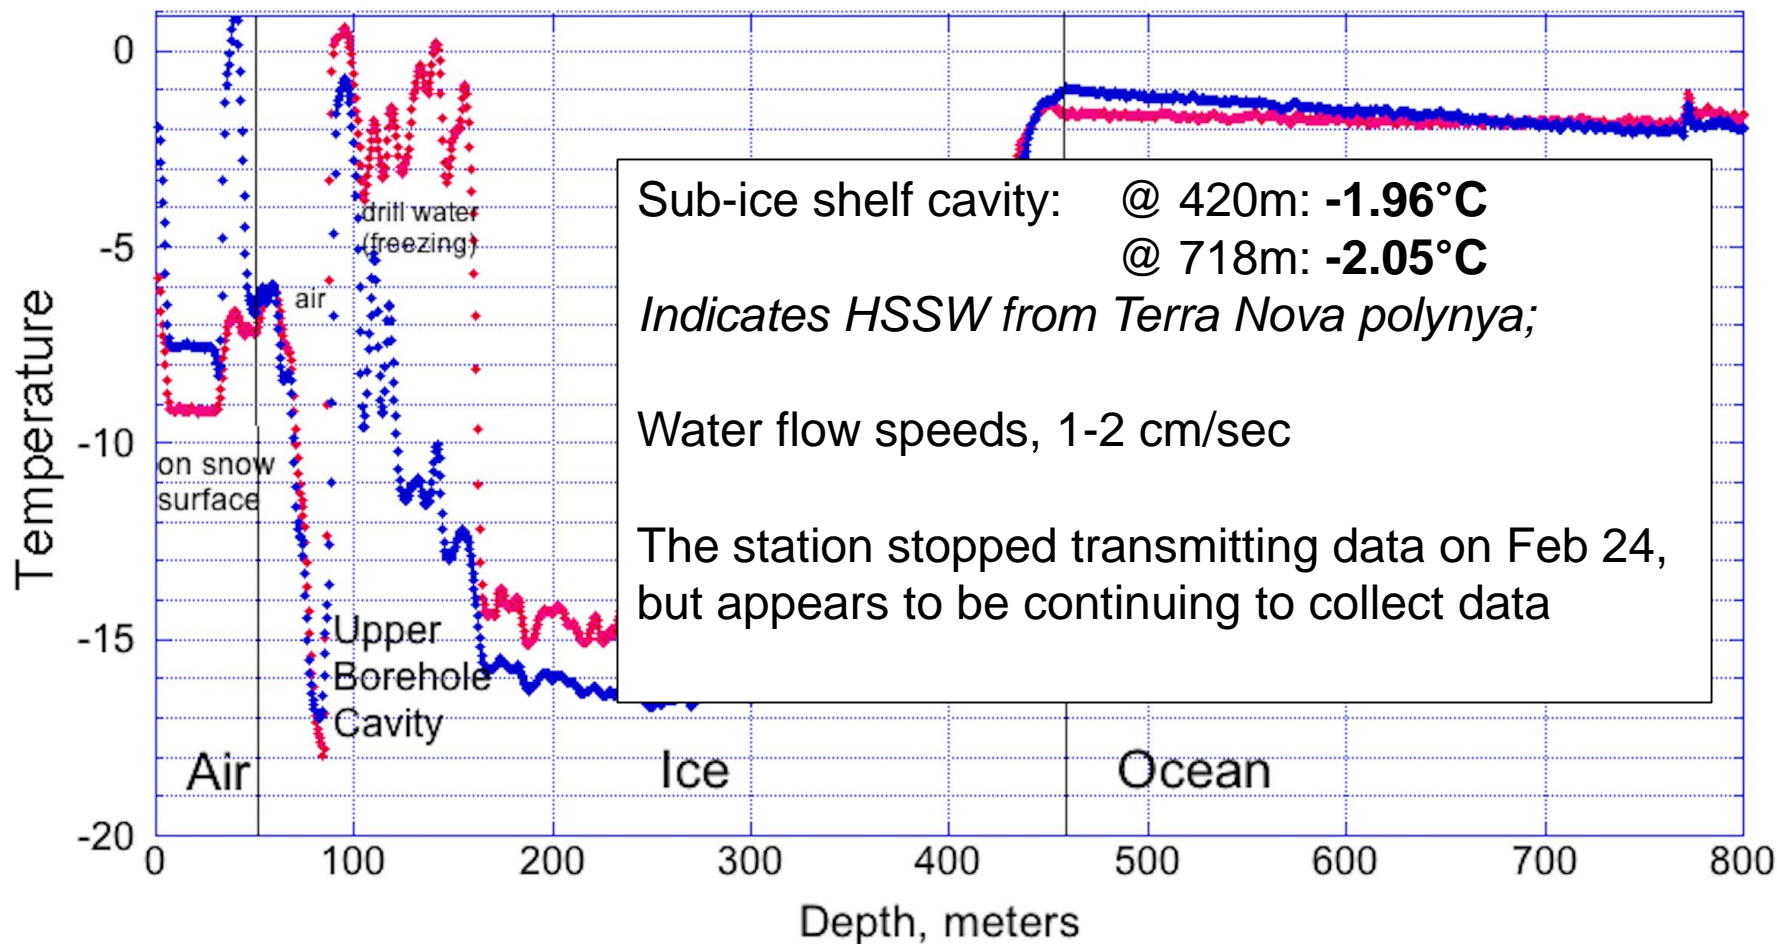 Temperature
0
-5
-10
-15
-20
drill water
(freezing)
air
on snow
surface
Upper
Borehole
Cavity
Air
Ice
Ocean
Sub-ice shelf cavity: @ 420m: -1.96°C
@ 718m: -2.05°C
Indicates HSSW from Terra Nova polynya;
Water flow speeds, 1-2 cm/sec
The station stopped transmitting data on Feb 24,
but appears to be continuing to collect data
0 100 200 300 400 500 600 700 800
Depth, meters